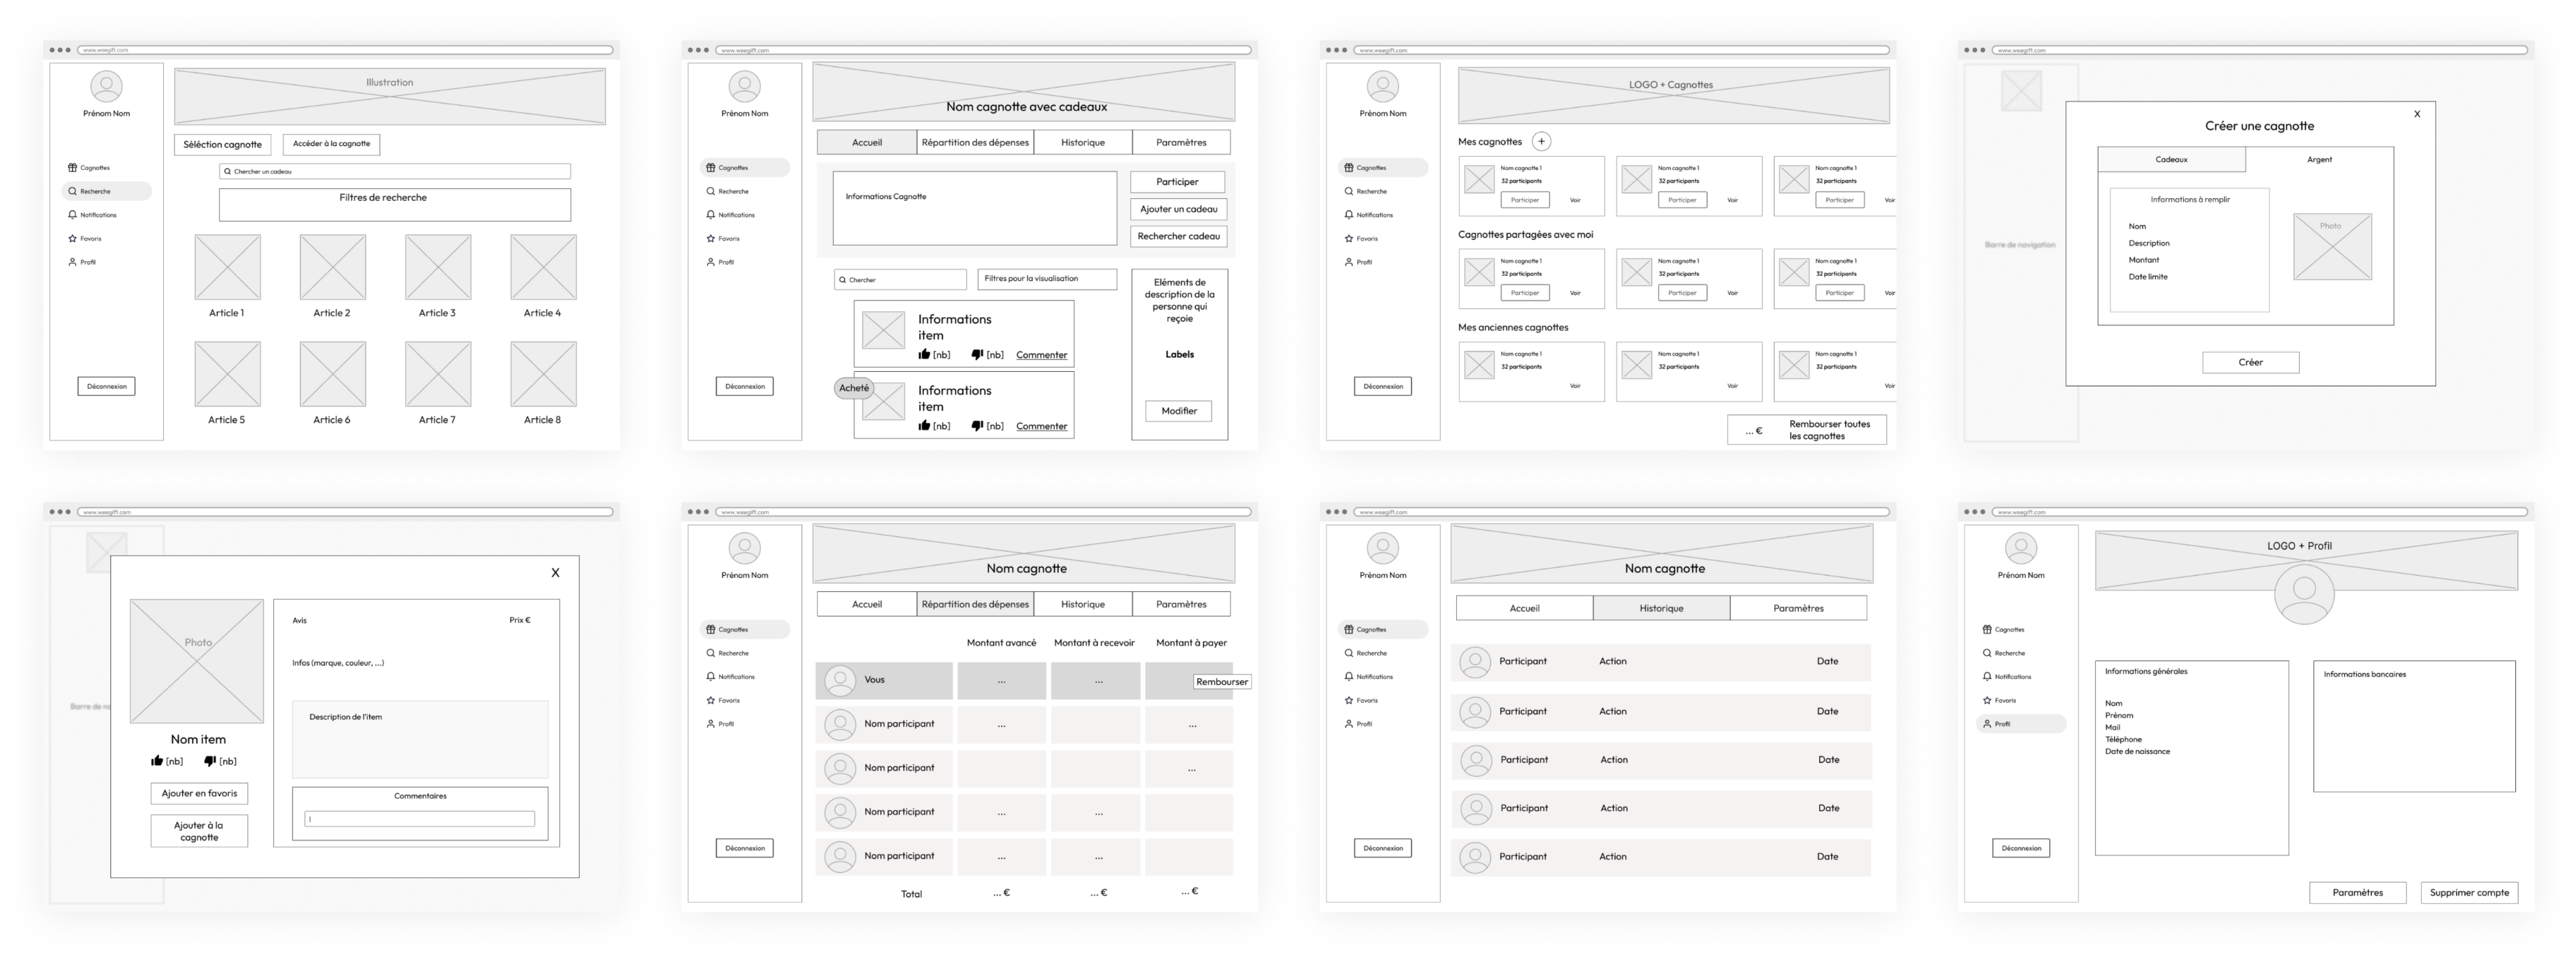 www.weegift.com
Prénom Nom
Cagnottes
Recherche
Notifications
Favoris
Profil
Déconnexion
Illustration
Séléction cagnotte
Accéder à la cagnotte
Chercher un cadeau
Filtres de recherche
Article 1
Article 2
Article 3
Article 4
Article 5
Article 6
Article 7
Article 8
www.weegift.com
Prénom Nom
Cagnottes
Recherche
Notifications
Favoris
Profil
Déconnexion
Nom cagnotte avec cadeaux
Accueil
Répartition des dépenses
Historique
Paramètres
Informations Cagnotte
Participer
Ajouter un cadeau
Rechercher cadeau
Chercher
Filtres pour la visualisation
Informations
item
[nb]
[nb]
Commenter
Acheté
Informations
item
[nb]
[nb]
Commenter
Eléments de
description de la
personne qui
reçoie
Labels
Modifier
www.weegift.com
Prénom Nom
Cagnottes
Recherche
Notifications
Favoris
Profil
Déconnexion
LOGO + Cagnottes
Mes cagnottes
+
Nom cagnotte 1
32 participants
Participer
Voir
Nom cagnotte 1
32 participants
Participer
Voir
Nom cagnotte 1
32 participants
Participer
Voir
Cagnottes partagées avec moi
Nom cagnotte 1
32 participants
Participer
Voir
Nom cagnotte 1
32 participants
Participer
Voir
Nom cagnotte 1
32 participants
Participer
Voir
Mes anciennes cagnottes
Nom cagnotte 1
32 participants
Voir
Nom cagnotte 1
32 participants
Voir
Nom cagnotte 1
32 participants
Voir
... €
Rembourser toutes
les cagnottes
www.weegift.com
Barre de navigation
X
Créer une cagnotte
Cadeaux
Argent
Informations à remplir
Nom
Description
Montant
Date limite
Photo
Créer
www.weegift.com
Barre de na
X
Photo
Nom item
[nb]
[nb]
Ajouter en favoris
Ajouter à la
cagnotte
Avis
Prix €
Infos (marque, couleur, ...)
Description de l'item
Commentaires
www.weegift.com
Prénom Nom
Cagnottes
Recherche
Notifications
Favoris
Profil
Déconnexion
Nom cagnotte
Accueil
Répartition des dépenses
Historique
Paramètres
Montant avancé
Montant à recevoir
Montant à payer
Vous
...
...
Rembourser
Nom participant
...
...
Nom participant
...
Nom participant
...
...
Nom participant
...
...
Total
... €
... €
... €
www.weegift.com
Prénom Nom
Cagnottes
Recherche
Notifications
Favoris
Profil
Déconnexion
Nom cagnotte
Accueil
Historique
Paramètres
Participant
Action
Date
Participant
Action
Date
Participant
Action
Date
Participant
Action
Date
Participant
Action
Date
www.weegift.com
Prénom Nom
Cagnottes
Recherche
Notifications
Favoris
Profil
Déconnexion
LOGO + Profil
Informations générales
Nom
Prénom
Mail
Téléphone
Date de naissance
Informations bancaires
Paramètres
Supprimer compte